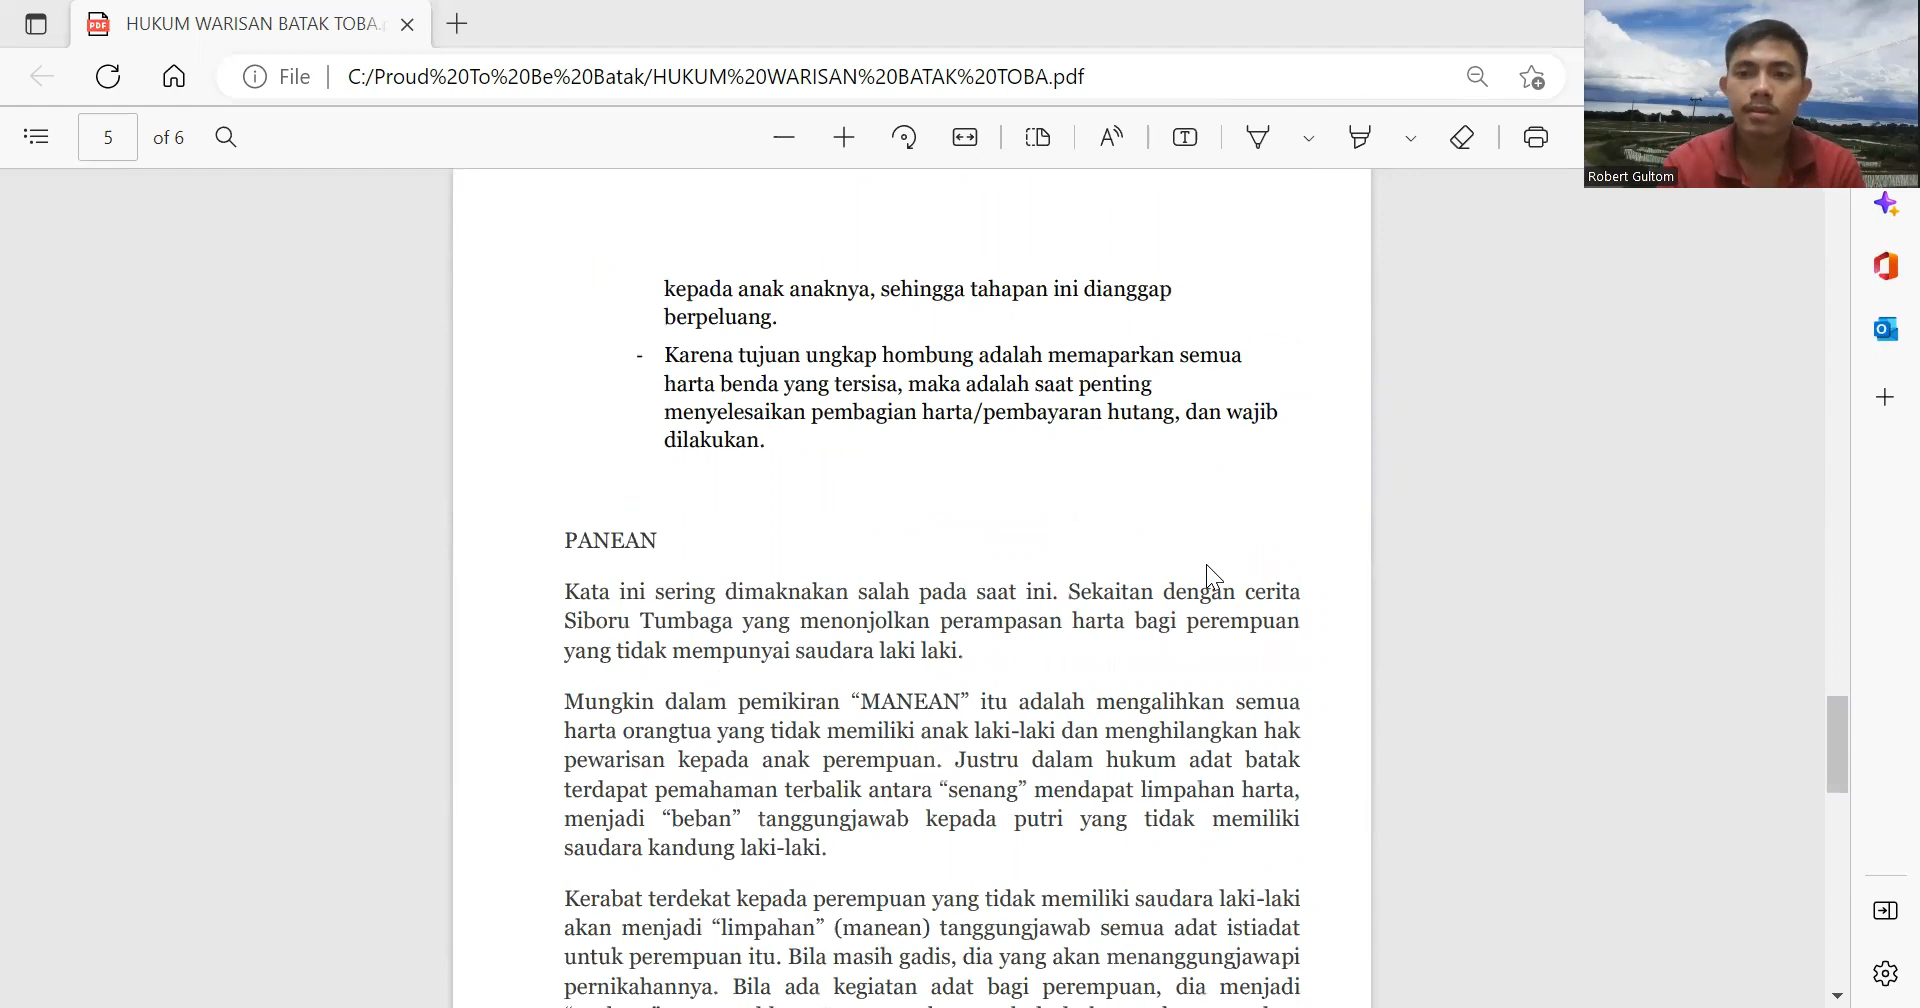 HUKUM WARISAN BATAK TOBA.
File
C:/Proud%20To%20Be%20Batak/HUKUM%20WARISAN%20BATAK%20TOBA.pdf
5 of 6
Robert Gultom
kepada anak anaknya, sehingga tahapan ini dianggap
berpeluang.
- Karena tujuan ungkap hombung adalah memaparkan semua
harta benda yang tersisa, maka adalah saat penting
menyelesaikan pembagian harta/pembayaran hutang, dan wajib
dilakukan.
PANEAN
Kata ini sering dimaknakan salah pada saat ini. Sekaitan dengan cerita
Siboru Tumbaga yang menonjolkan perampasan harta bagi perempuan
yang tidak mempunyai saudara laki laki.
Mungkin dalam pemikiran “MANEAN” itu adalah mengalihkan semua
harta orangtua yang tidak memiliki anak laki-laki dan menghilangkan hak
pewarisan kepada anak perempuan. Justru dalam hukum adat batak
terdapat pemahaman terbalik antara “senang” mendapat limpahan harta,
menjadi “beban” tanggungjawab kepada putri yang tidak memiliki
saudara kandung laki-laki.
Kerabat terdekat kepada perempuan yang tidak memiliki saudara laki-laki
akan menjadi “limpahan” (manean) tanggungjawab semua adat istiadat
untuk perempuan itu. Bila masih gadis, dia yang akan menanggungjawapi
pernikahannya. Bila ada kegiatan adat bagi perempuan, dia menjadi